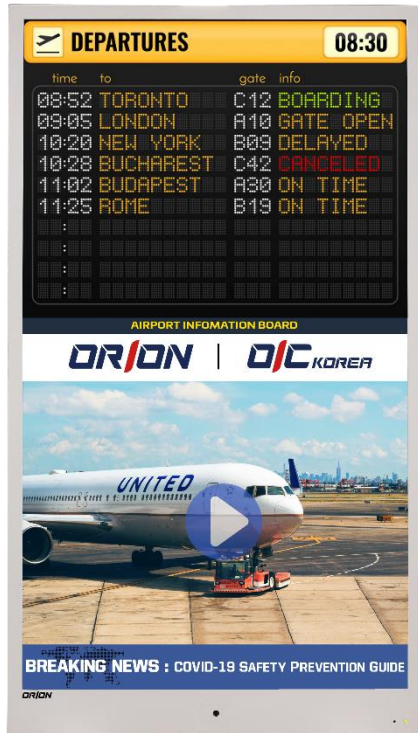 DEPARTURES 08:30
time to gate info
08:52 TORONTO C12 BOARDING
09:05 LONDON A10 GATE OPEN
10:20 NEW YORK B09 DELAYED
10:28 BUCHAREST C42 CANCELED
11:02 BUDAPEST A30 ON TIME
11:25 ROME B19 ON TIME
:
:
:
:
AIRPORT INFOMATION BOARD
ORION | OIC KOREA
UNITED
BREAKING NEWS : COVID-19 SAFETY PREVENTION GUIDE
ORION